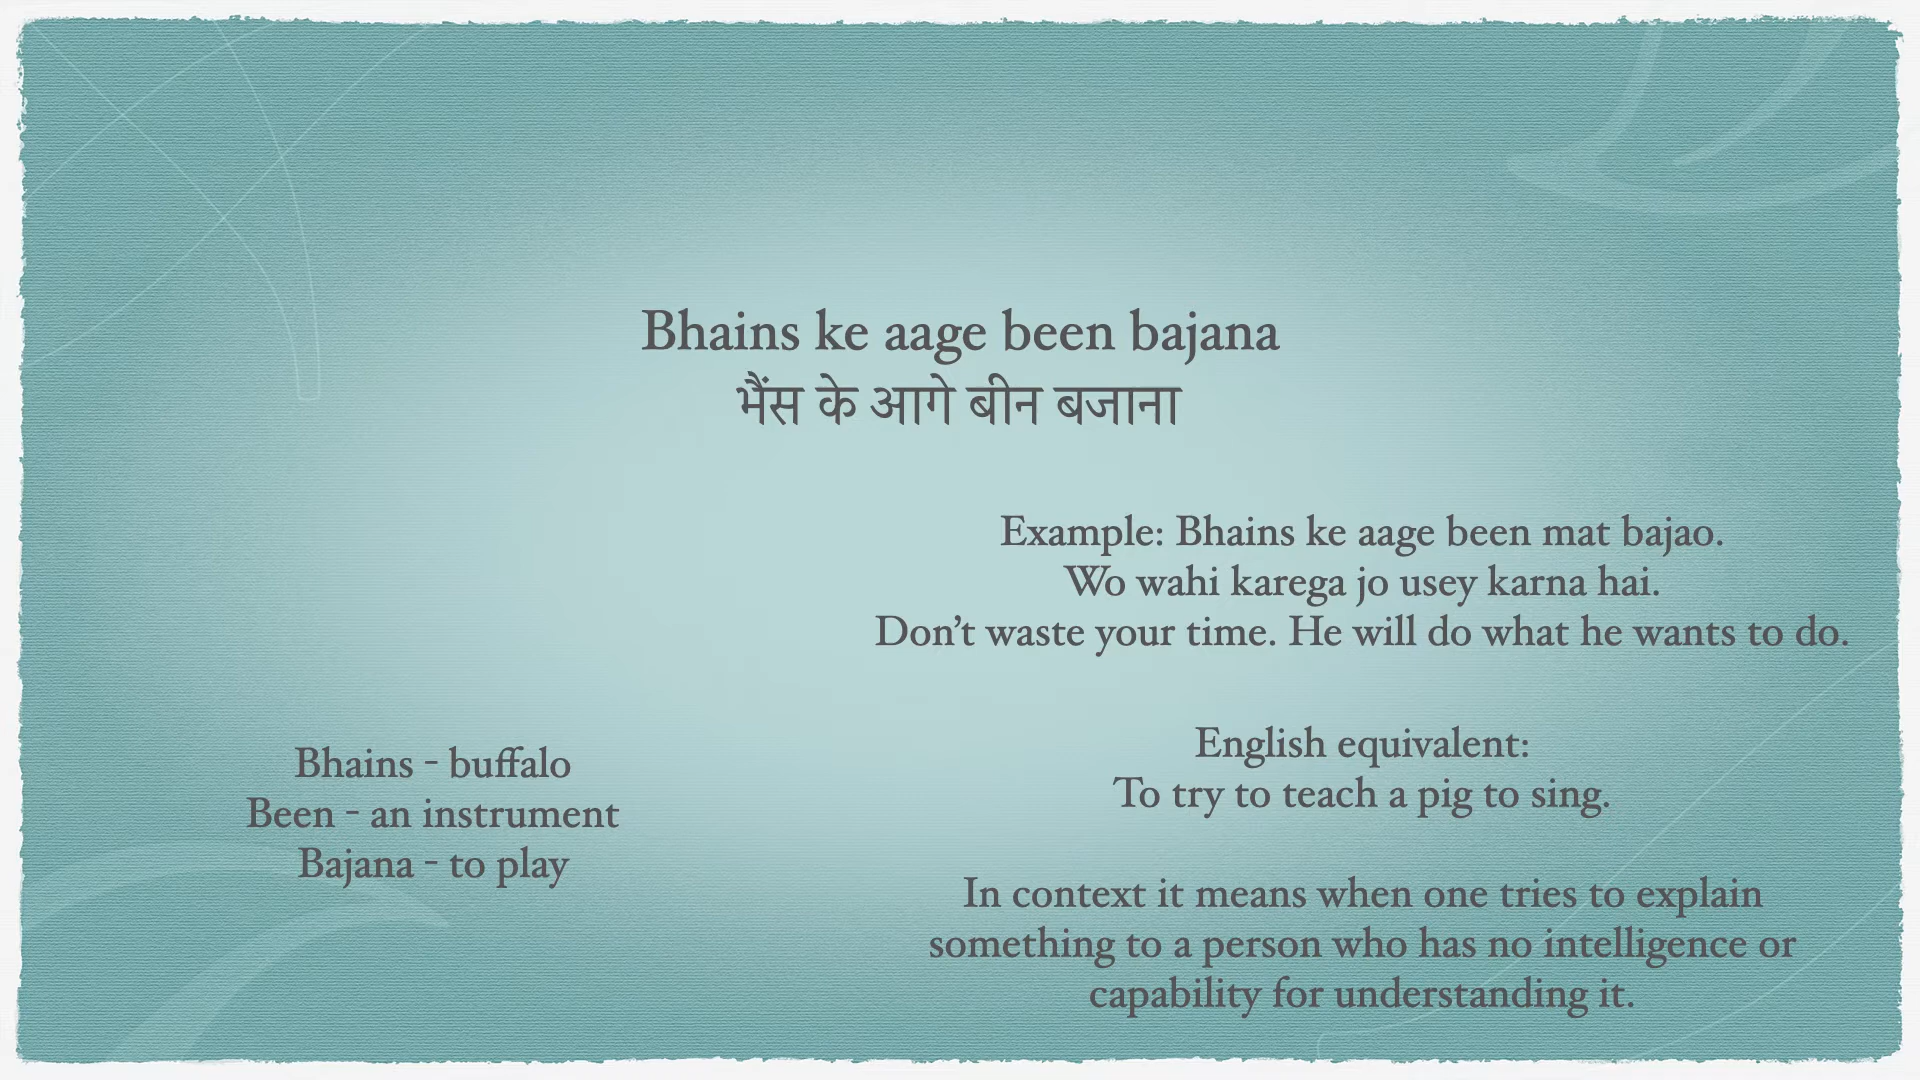 Bhains ke aage been bajana
भैंस के आगे बीन बजाना
Example: Bhains ke aage been mat bajao.
Wo wahi karega jo usey karna hai.
Don’t waste your time. He will do what he wants to do.
English equivalent:
To try to teach a pig to sing.
In context it means when one tries to explain
something to a person who has no intelligence or
capability for understanding it.
Bhains - buffalo
Been - an instrument
Bajana - to play